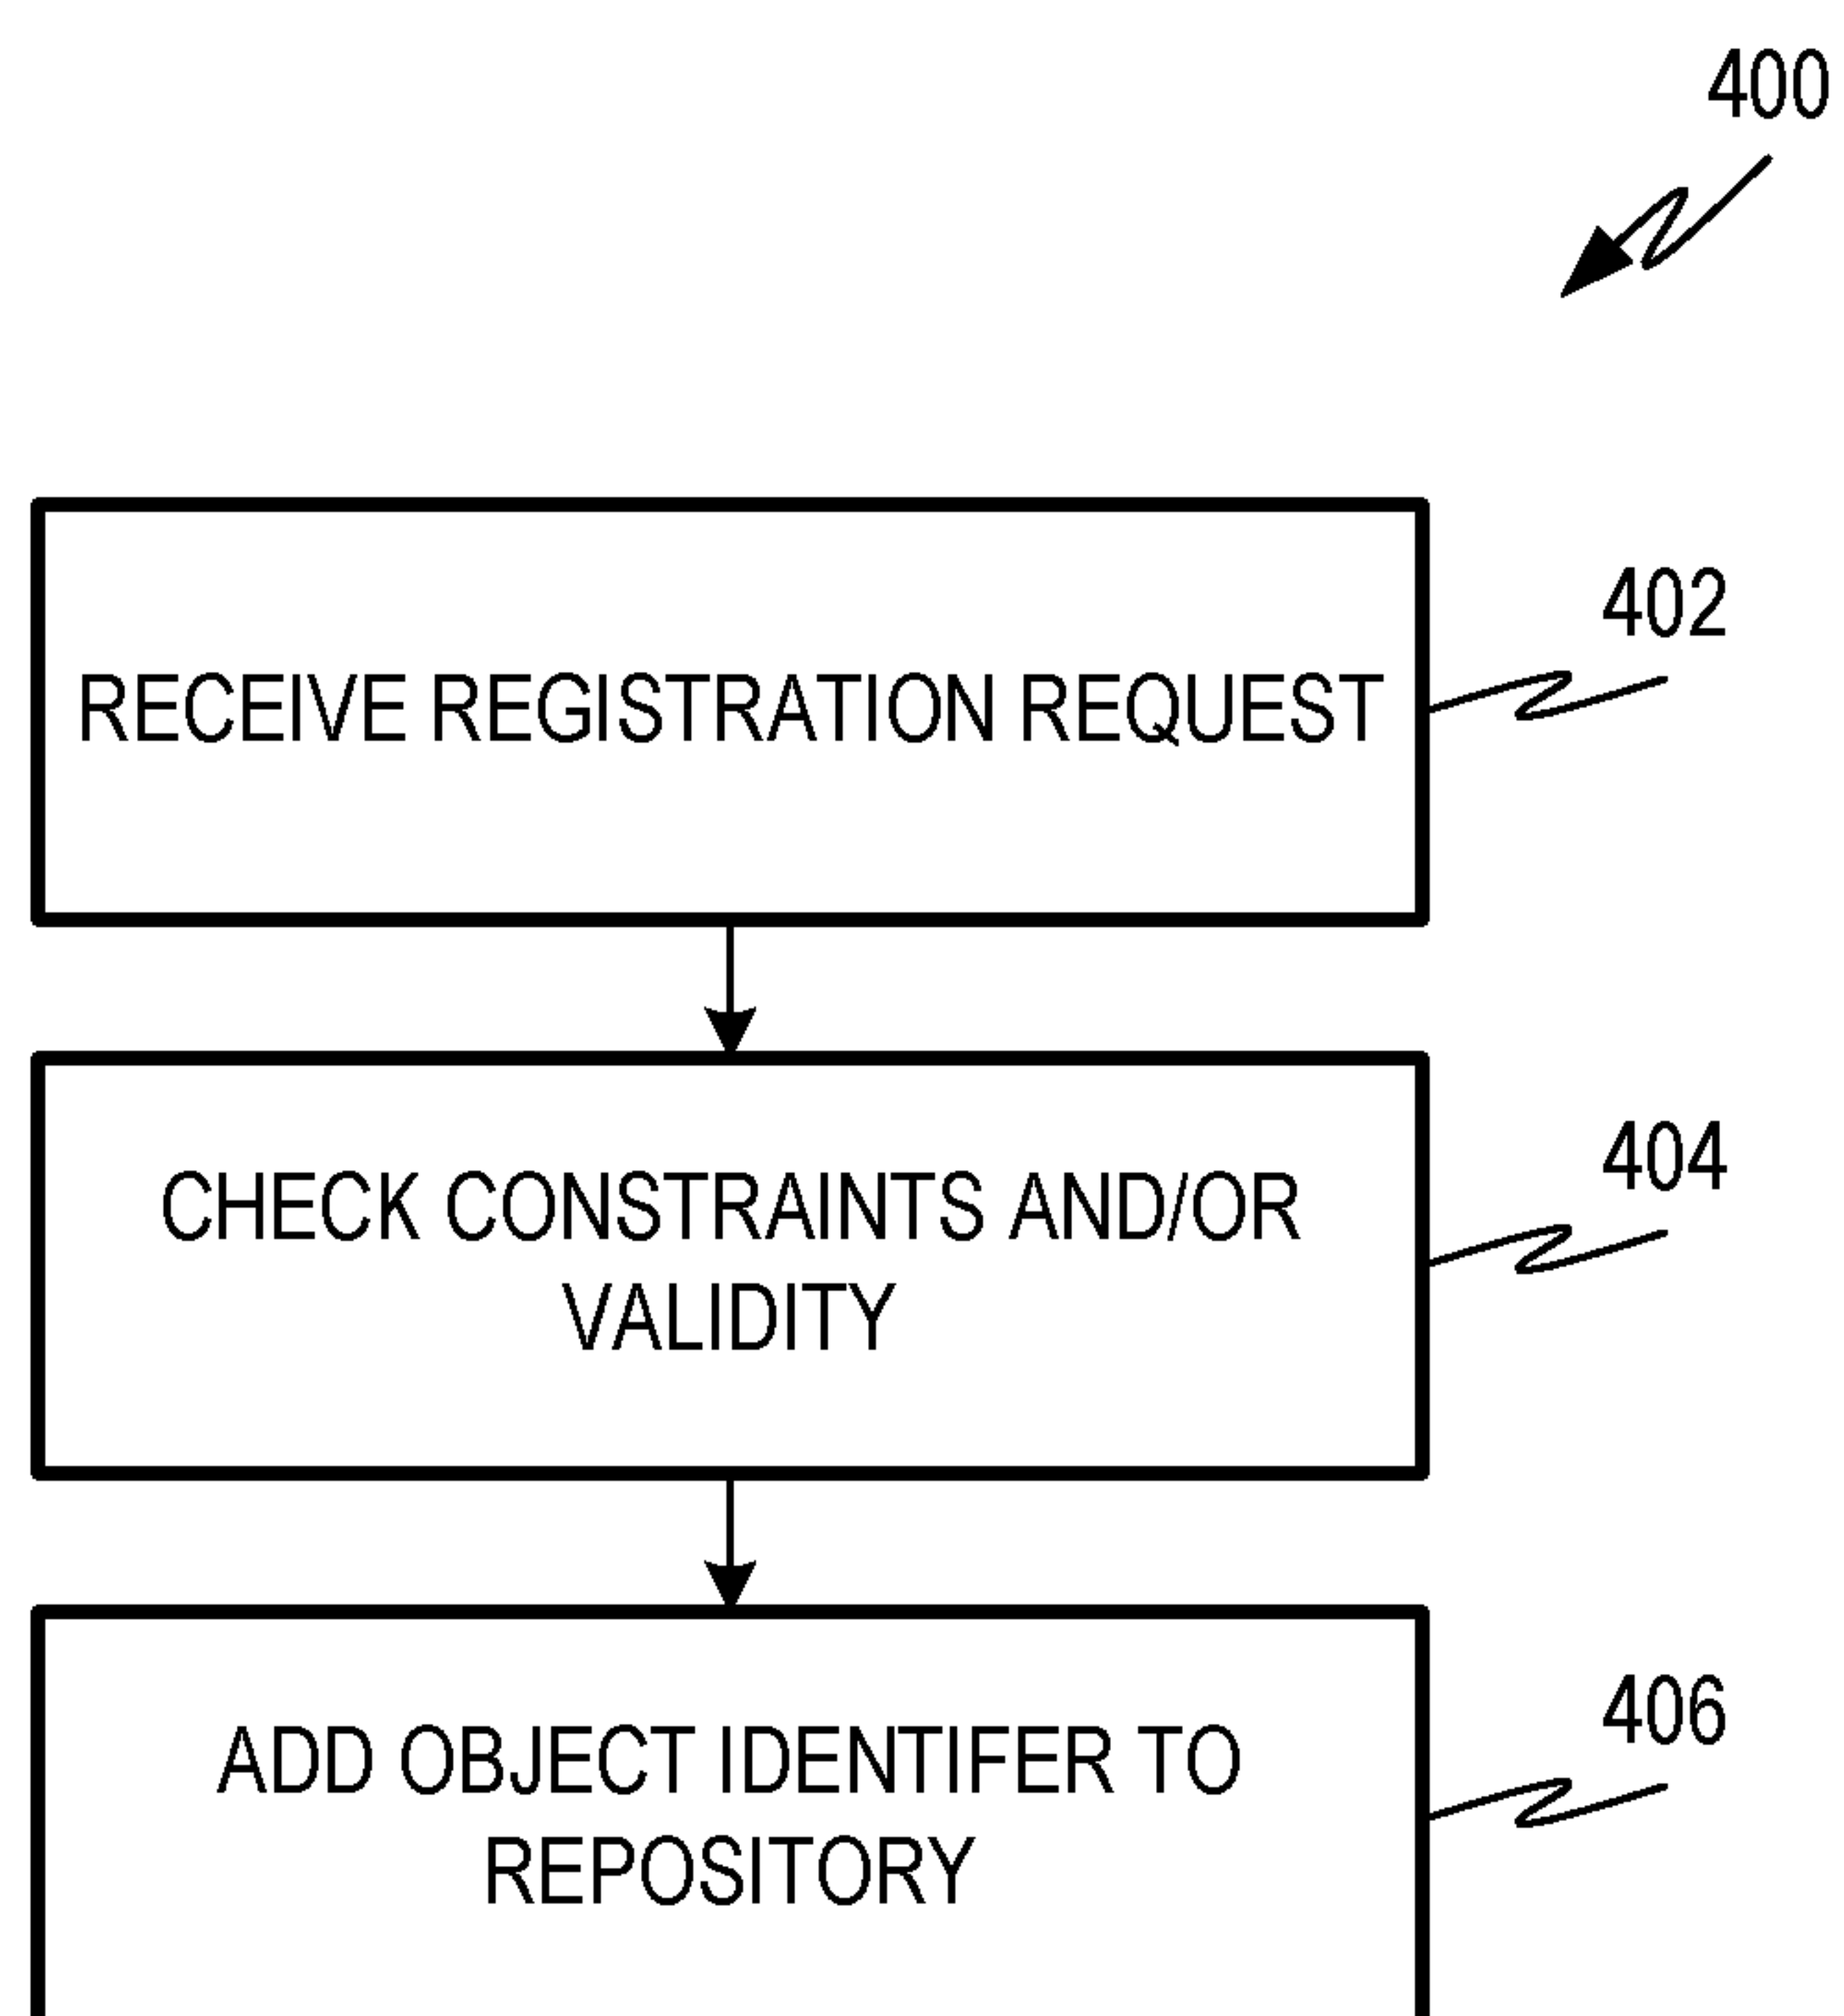 400
402
RECEIVE REGISTRATION REQUEST
404
CHECK CONSTRAINTS AND/OR
VALIDITY
406
ADD OBJECT IDENTIFER TO
REPOSITORY